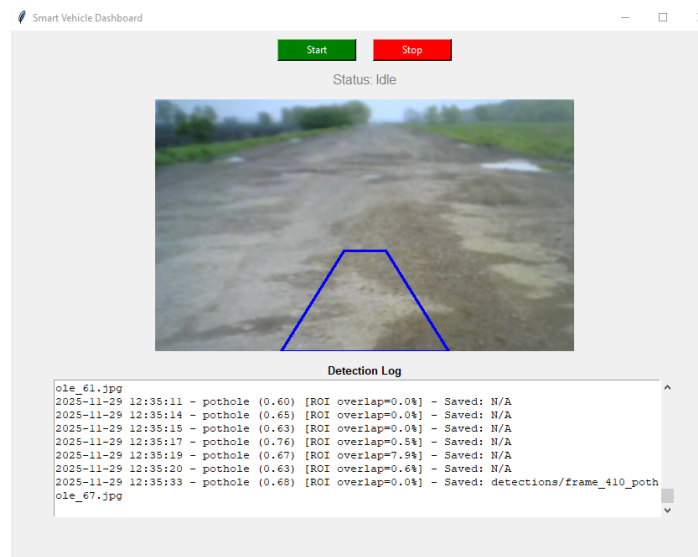 Smart Vehicle Dashboard
Start Stop
Status: Idle
Detection Log
ole_61.jpg
2025-11-29 12:35:11 - pothole (0.60) [ROI overlap=0.0%] - Saved: N/A
2025-11-29 12:35:14 - pothole (0.65) [ROI overlap=0.0%] - Saved: N/A
2025-11-29 12:35:15 - pothole (0.63) [ROI overlap=0.0%] - Saved: N/A
2025-11-29 12:35:17 - pothole (0.76) [ROI overlap=0.5%] - Saved: N/A
2025-11-29 12:35:19 - pothole (0.67) [ROI overlap=7.9%] - Saved: N/A
2025-11-29 12:35:20 - pothole (0.63) [ROI overlap=0.6%] - Saved: N/A
2025-11-29 12:35:33 - pothole (0.68) [ROI overlap=0.0%] - Saved: detections/frame_410_poth
ole_67.jpg